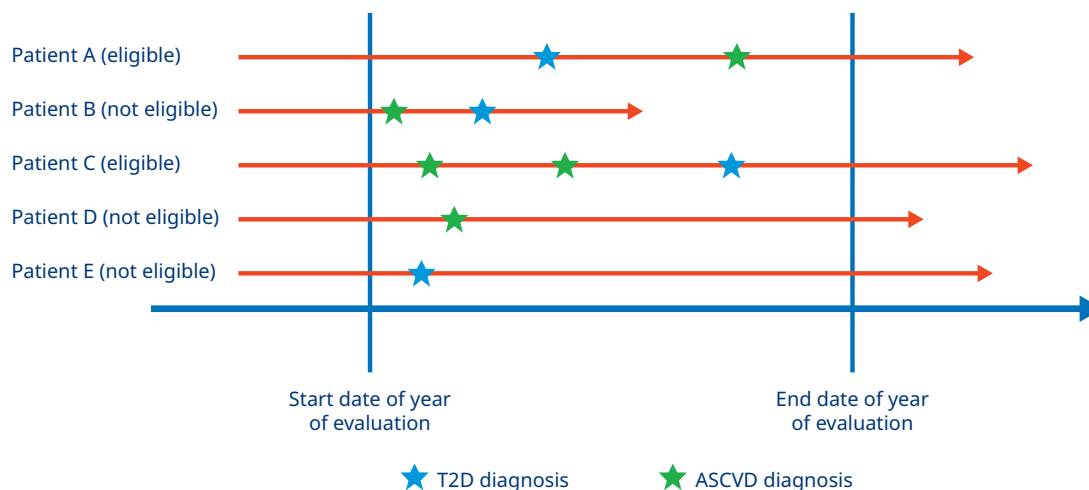 Patient A (eligible)
Patient B (not eligible)
Patient C (eligible)
Patient D (not eligible)
Patient E (not eligible)
Start date of year
of evaluation
End date of year
of evaluation
T2D diagnosis
ASCVD diagnosis